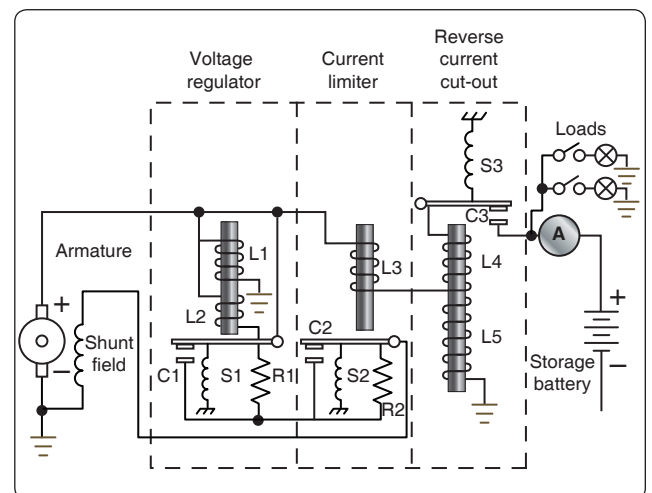 Voltage
regulator
Current
limiter
Reverse
current
cut-out
Loads
S3
C3
A
Armature
L1
L2
L3
L4
L5
+
−
Shunt
field
C1
S1
R1
C2
S2
R2
+
−
Storage
battery